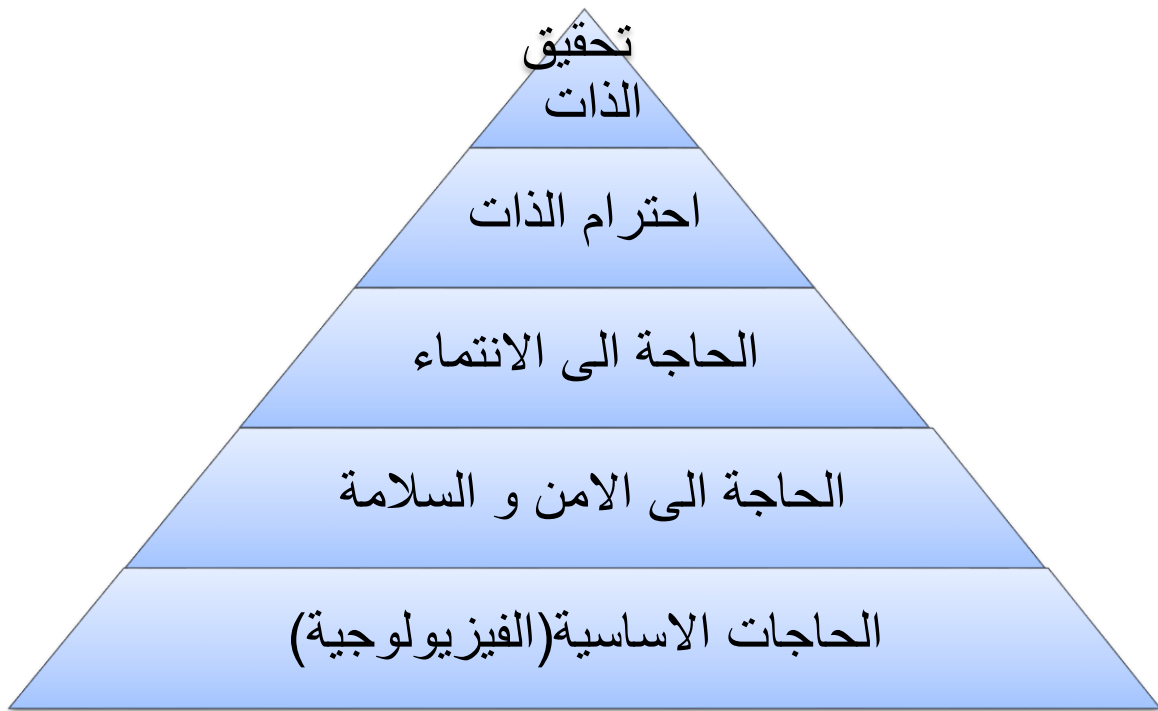 تحقيق
الذات
احترام الذات
الحاجة الى الانتماء
الحاجة الى الامن و السلامة
الحاجات الاساسية(الفيزيولوجية)